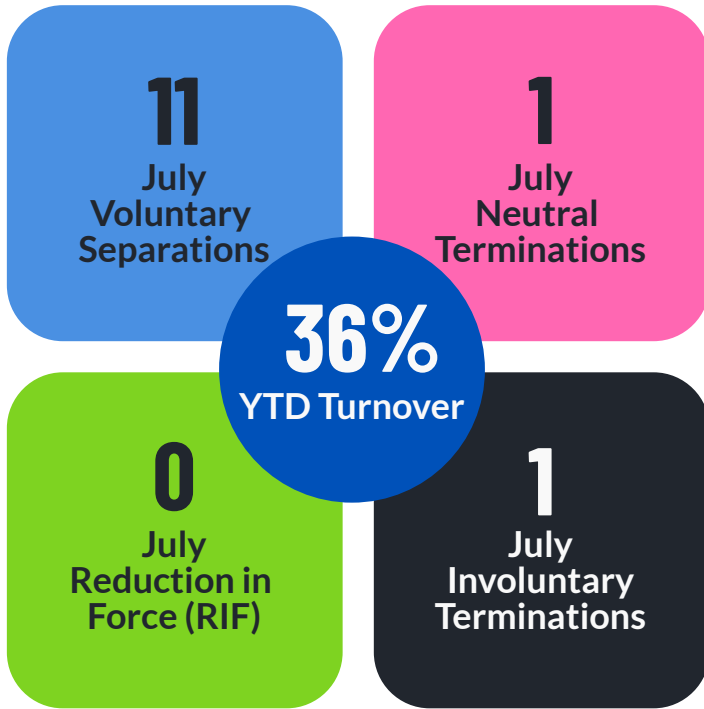 11
July
Voluntary
Separations
1
July
Neutral
Terminations
36%
YTD Turnover
0
July
Reduction in
Force (RIF)
1
July
Involuntary
Terminations